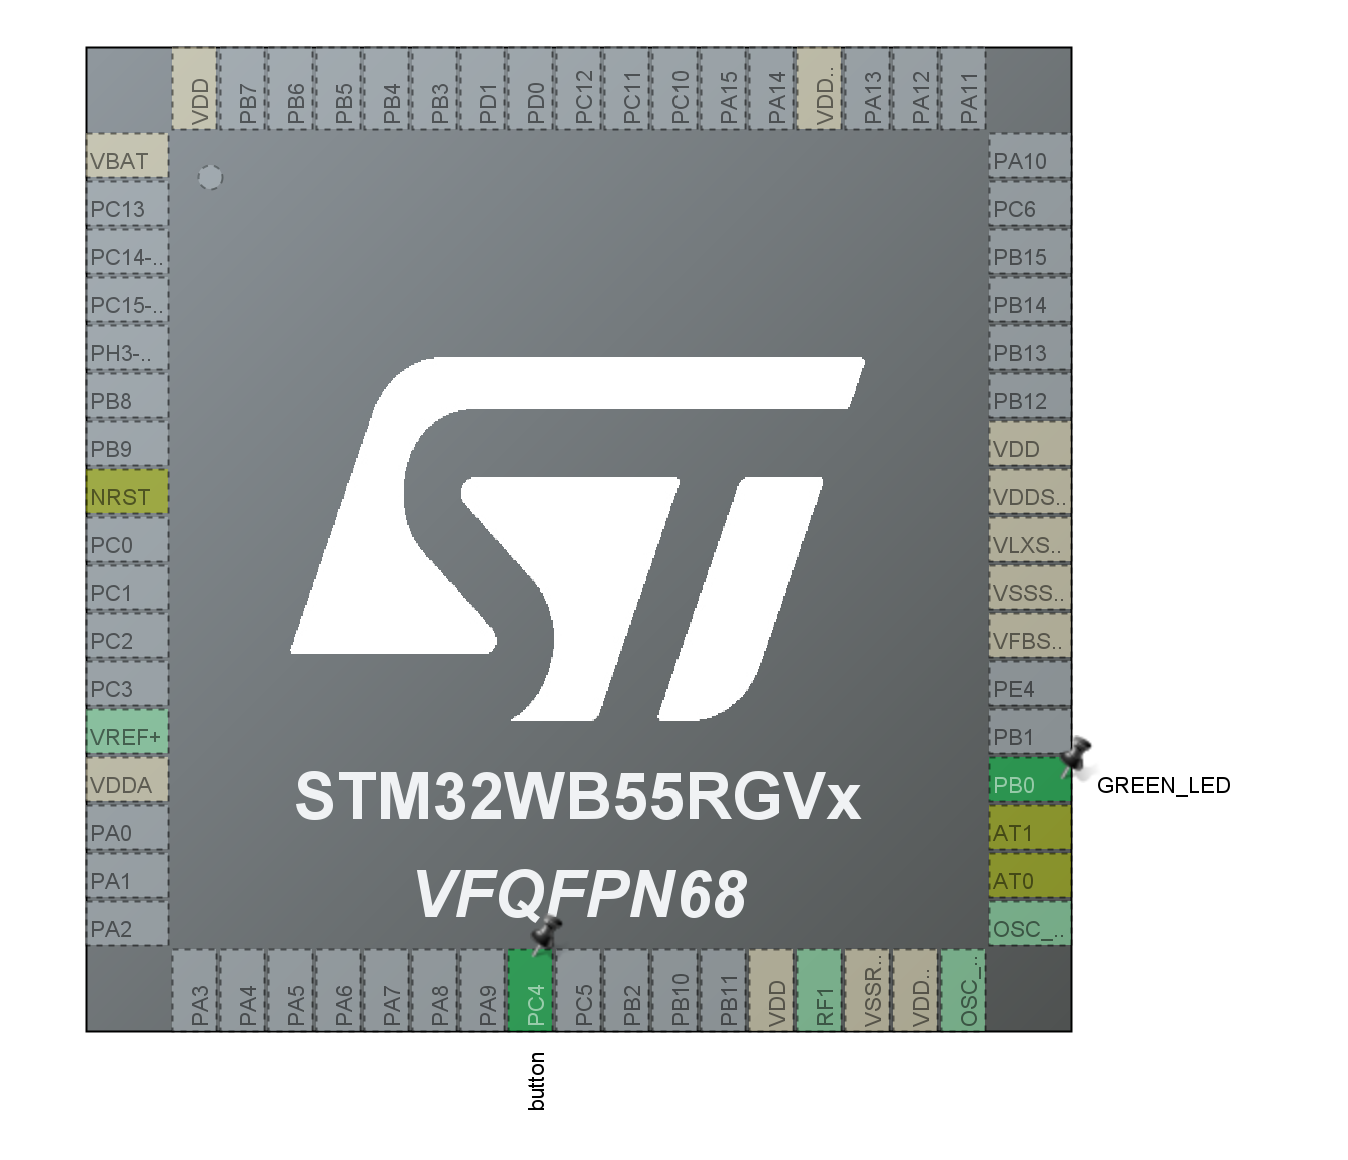 VDD
PB7
PB6
PB5
PB4
PB3
PD1
PD0
PC12
PC11
PC10
PA15
PA14
VDD..
PA13
PA12
PA11
VBAT
PC13
PC14-..
PC15-..
PH3-..
PB8
PB9
NRST
PC0
PC1
PC2
PC3
VREF+
VDDA
PA0
PA1
PA2
STM32WB55RGVx
VFQFPN68
PA10
PC6
PB15
PB14
PB13
PB12
VDD
VDDS..
VLXS..
VSSS..
VFBS..
PE4
PB1
PB0
GREEN_LED
AT1
AT0
OSC_..
PA3
PA4
PA5
PA6
PA7
PA8
PA9
PC4
PC5
PB2
PB10
PB11
VDD
RF1
VSSR..
VDD..
OSC_..
button